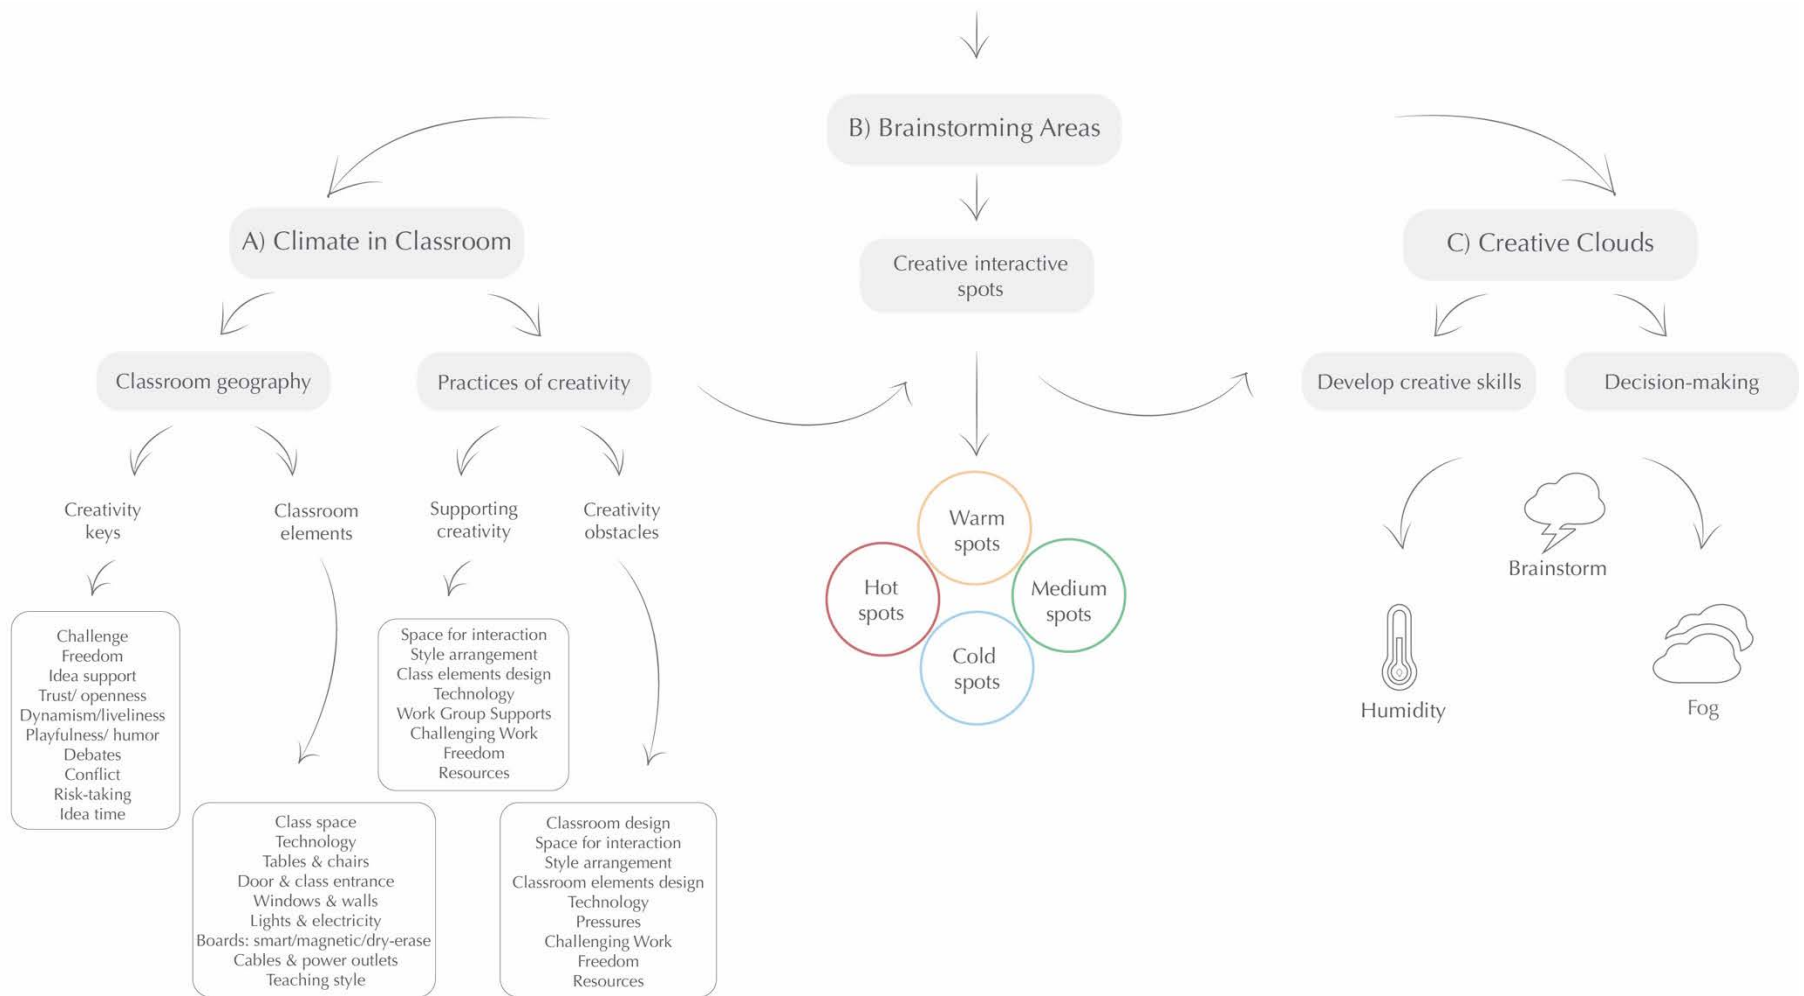 B) Brainstorming Areas
A) Climate in Classroom
Creative interactive
spots
C) Creative Clouds
Classroom geography
Practices of creativity
Develop creative skills
Decision-making
Creativity
keys
Classroom
elements
Supporting
creativity
Creativity
obstacles
Challenge
Freedom
Idea support
Trust/ openness
Dynamism/liveliness
Playfulness/ humor
Debates
Conflict
Risk-taking
Idea time
Class space
Technology
Tables & chairs
Door & class entrance
Windows & walls
Lights & electricity
Boards: smart/magnetic/dry-erase
Cables & power outlets
Teaching style
Space for interaction
Style arrangement
Class elements design
Technology
Work Group Supports
Challenging Work
Freedom
Resources
Classroom design
Space for interaction
Style arrangement
Classroom elements design
Technology
Pressures
Challenging Work
Freedom
Resources
Warm
spots
Hot
spots
Medium
spots
Cold
spots
Brainstorm
Humidity
Fog